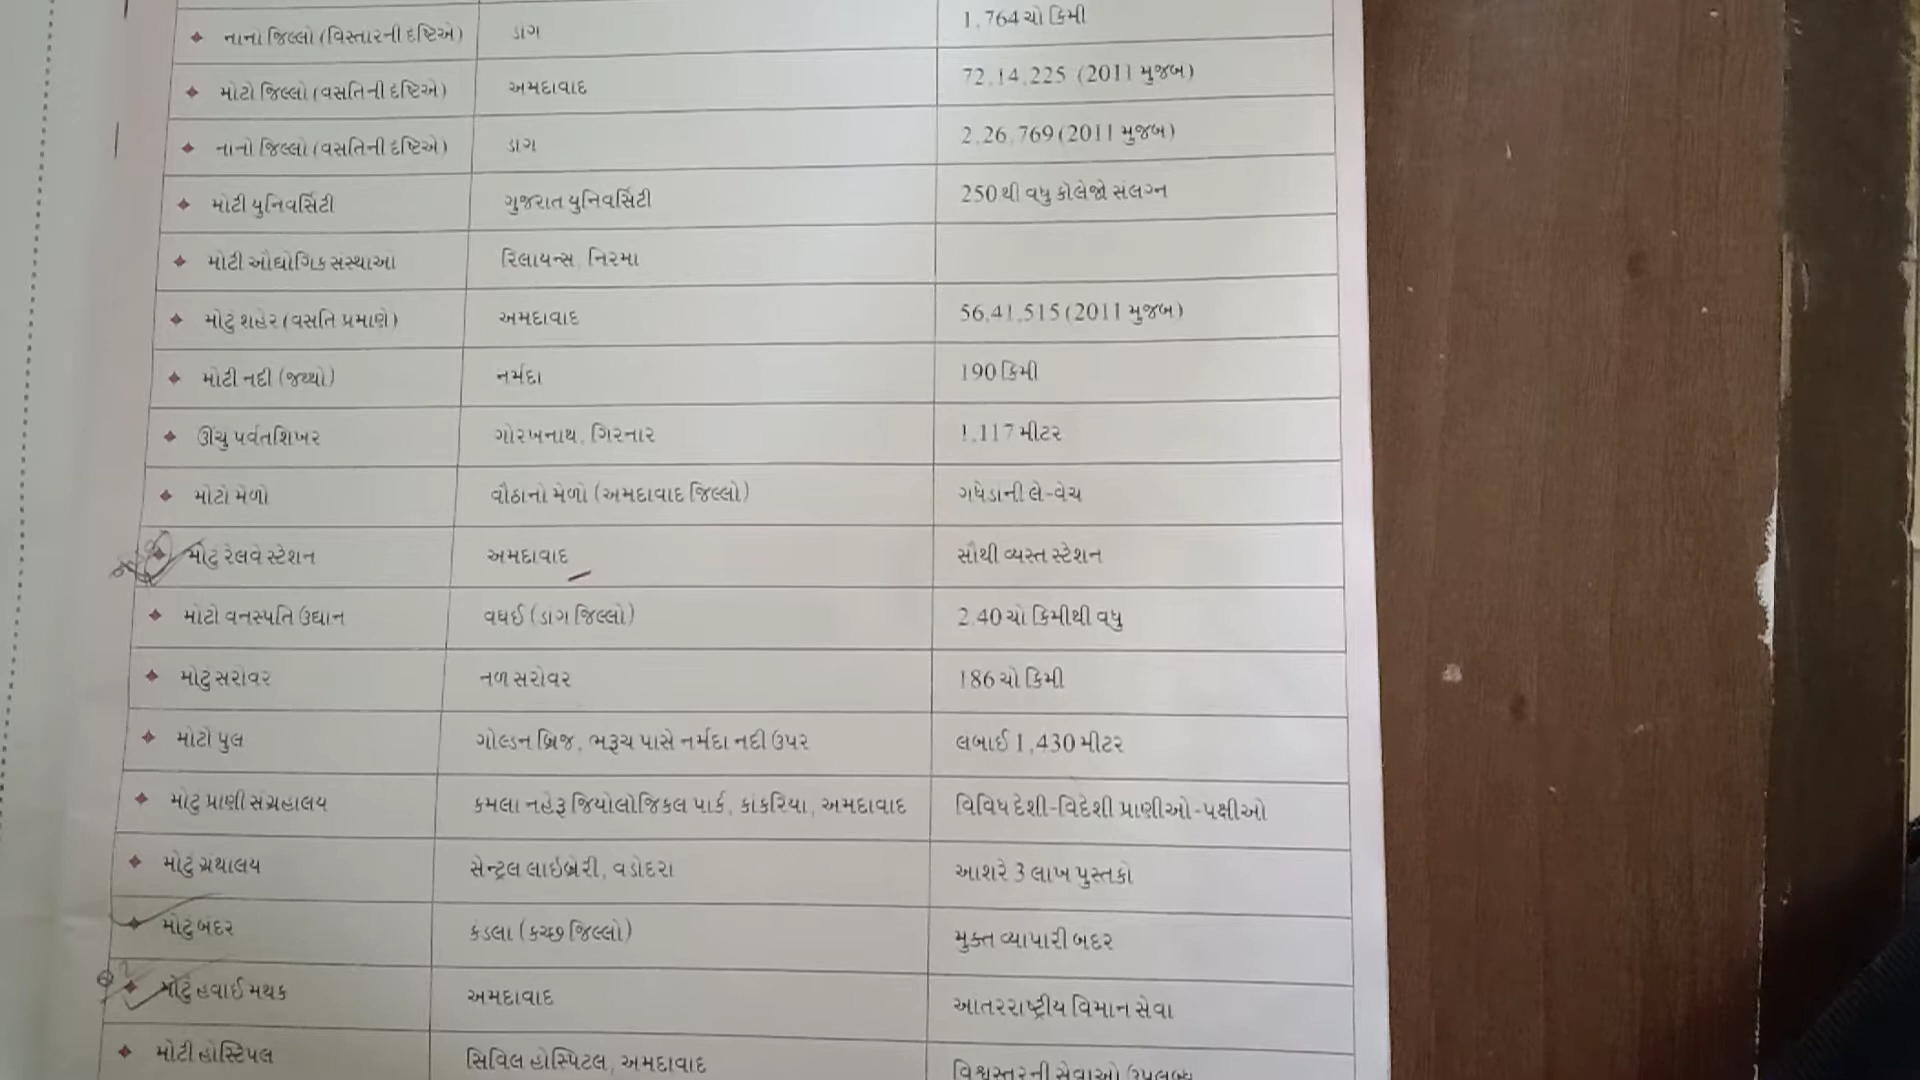 નાનો જિલ્લો (વિસ્તારની દૃષ્ટિએ) ડાંગ 1,764 ચો કિમી
મોટો જિલ્લો (વસતિની દૃષ્ટિએ) અમદાવાદ 72,14,225 (2011 મુજબ)
નાનો જિલ્લો (વસતિની દૃષ્ટિએ) ડાંગ 2,26,769 (2011 મુજબ)
મોટી યુનિવર્સિટી ગુજરાત યુનિવર્સિટી 250 થી વધુ કોલેજો સંલગ્ન
મોટી ઔદ્યોગિક સંસ્થાઓ રિલાયન્સ, નિરમા
મોટું શહેર (વસતિ પ્રમાણે) અમદાવાદ 56,41,515 (2011 મુજબ)
મોટી નદી (જથ્થો) નર્મદા 190 કિમી
ઊંચુ પર્વતશિખર ગોરખનાથ, ગિરનાર 1,117 મીટર
મોટો મેળો વૌઠાનો મેળો (અમદાવાદ જિલ્લો) ગધેડાની લે-વેચ
મોટું રેલવે સ્ટેશન અમદાવાદ સૌથી વ્યસ્ત સ્ટેશન
મોટો વનસ્પતિ ઉદ્યાન વઘઈ (ડાંગ જિલ્લો) 2.40 ચો કિમીથી વધુ
મોટું સરોવર નળ સરોવર 186 ચો કિમી
મોટો પુલ ગોલ્ડન બ્રિજ, ભરૂચ પાસે નર્મદા નદી ઉપર લંબાઈ 1,430 મીટર
મોટું પ્રાણી સંગ્રહાલય કમલા નહેરૂ જિયોલોજિકલ પાર્ક, કાંકરિયા, અમદાવાદ વિવિધ દેશી-વિદેશી પ્રાણીઓ-પક્ષીઓ
મોટું ગ્રંથાલય સેન્ટ્રલ લાઇબ્રેરી, વડોદરા આશરે 3 લાખ પુસ્તકો
મોટું બંદર કંડલા (કચ્છ જિલ્લો) મુક્ત વ્યાપારી બંદર
મોટું હવાઈ મથક અમદાવાદ આંતરરાષ્ટ્રીય વિમાન સેવા
મોટી હોસ્પિટલ સિવિલ હોસ્પિટલ, અમદાવાદ વિશ્વસ્તરની સેવાઓ ઉપલબ્ધ